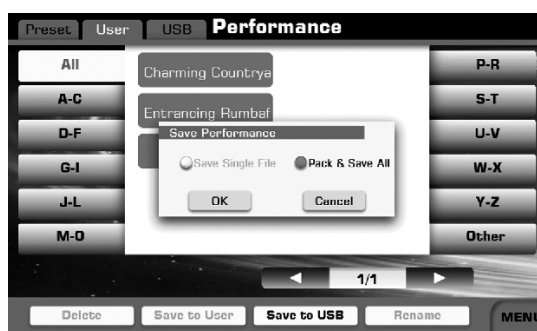 Preset User USB Performance
All
A-C
D-F
G-I
J-L
M-O
Charming Countrya
Entrancing Rumbaf
Save Performance
Save Single File Pack & Save All
OK Cancel
P-R
S-T
U-V
W-X
Y-Z
Other
1/1
Delete Save to User Save to USB Rename MENU